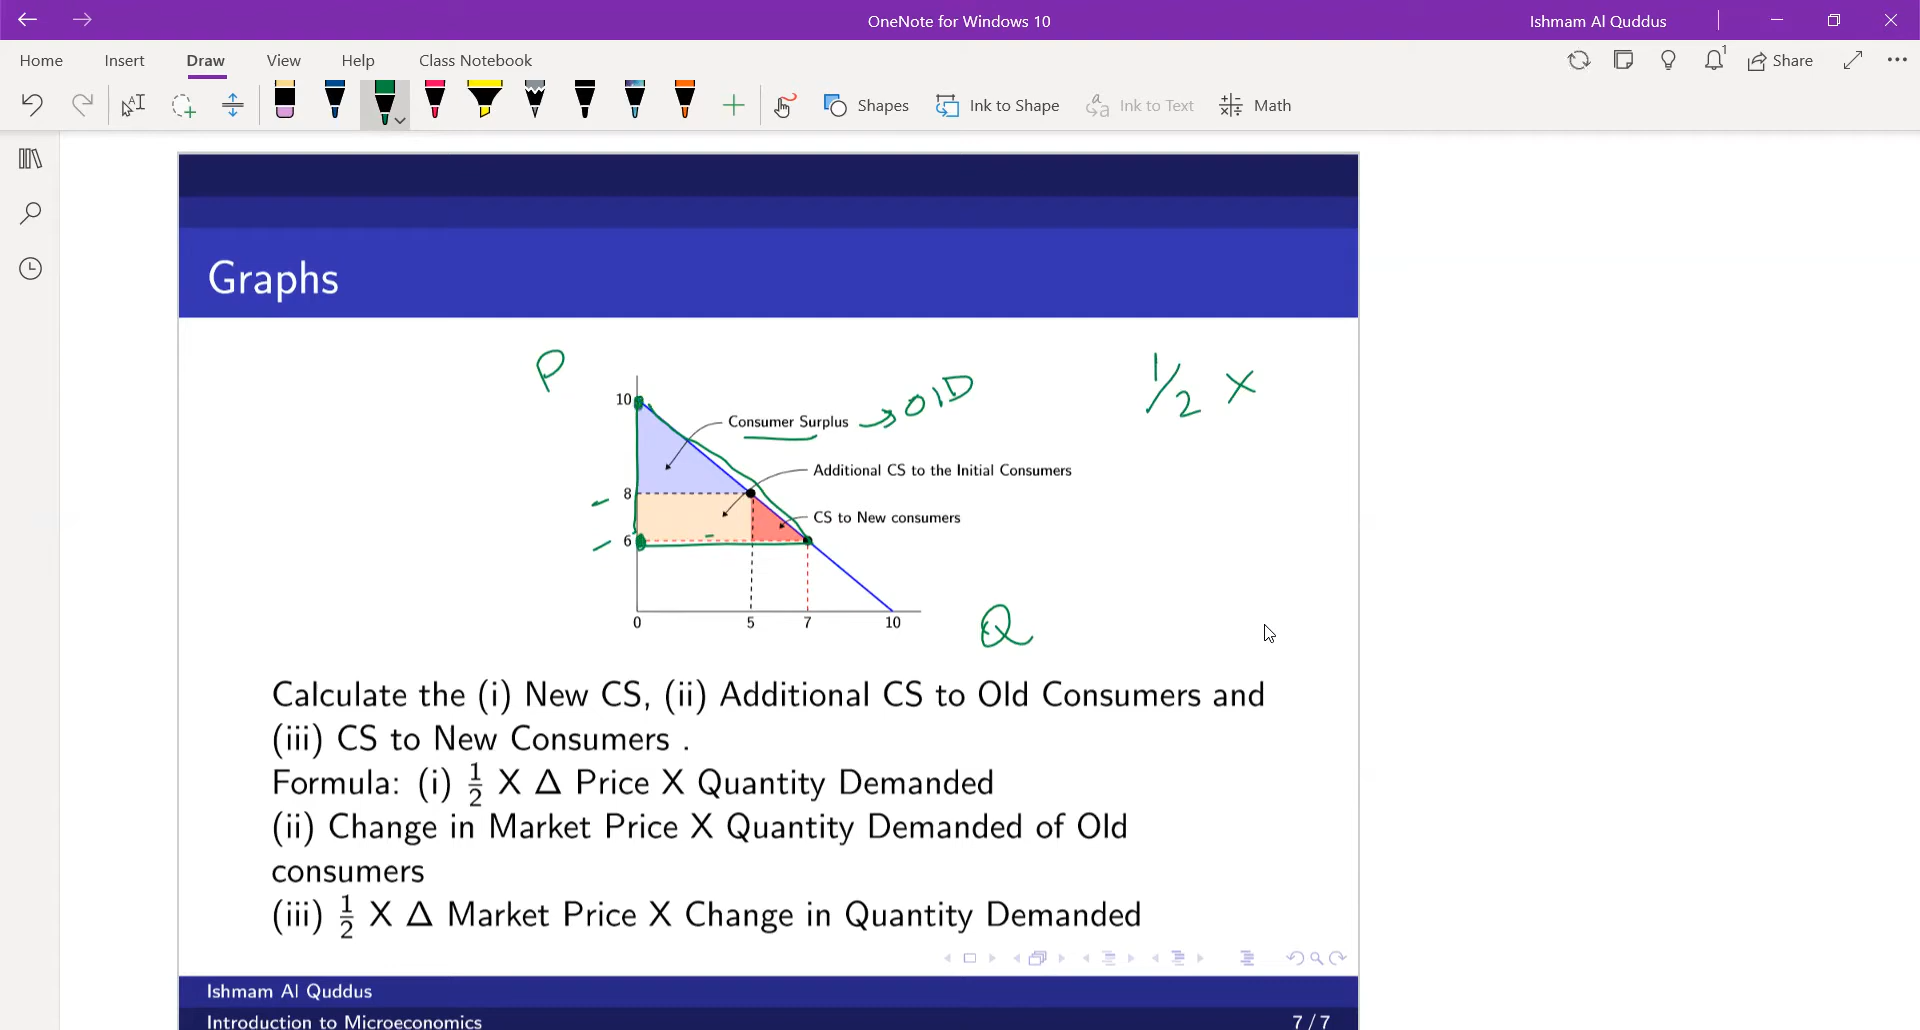 OneNote for Windows 10
Ishmam Al Quddus
Home Insert Draw View Help Class Notebook
1
Share
Shapes Ink to Shape Ink to Text Math
Graphs
P
1/2 X
10
Consumer Surplus → OlD
Additional CS to the Initial Consumers
8
CS to New consumers
6
0 5 7 10
Q
Calculate the (i) New CS, (ii) Additional CS to Old Consumers and
(iii) CS to New Consumers .
Formula: (i) 1/2 X Δ Price X Quantity Demanded
(ii) Change in Market Price X Quantity Demanded of Old
consumers
(iii) 1/2 X Δ Market Price X Change in Quantity Demanded
Ishmam Al Quddus
Introduction to Microeconomics 7 / 7